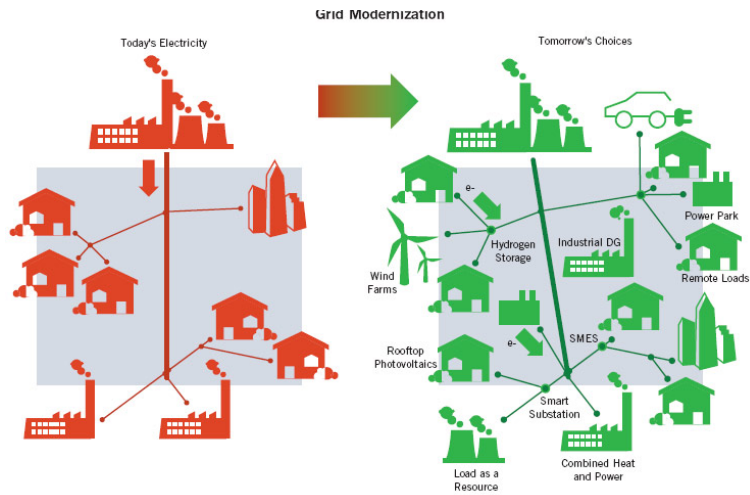 Grid Modernization
Today's Electricity
Tomorrow's Choices
e-
Power Park
Hydrogen
Storage
Industrial DG
Wind
Farms
Remote Loads
e-
SMES
Rooftop
Photovoltaics
Smart
Substation
Load as a
Resource
Combined Heat
and Power